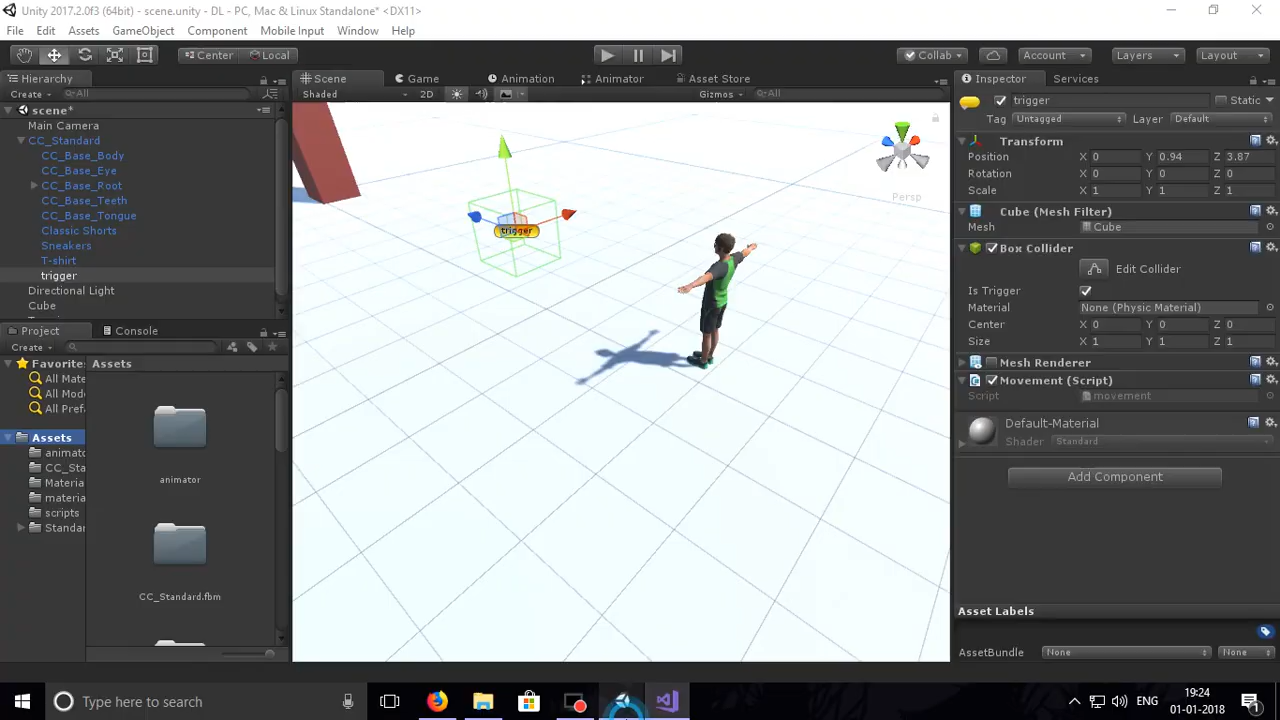 Unity 2017.2.0f3 (64bit) - scene.unity - DL - PC, Mac & Linux Standalone* <DX11>
File Edit Assets GameObject Component Mobile Input Window Help
Center Local Collab Account Layers Layout
Hierarchy
Create All
scene*
Main Camera
CC_Standard
CC_Base_Body
CC_Base_Eye
CC_Base_Root
CC_Base_Teeth
CC_Base_Tongue
Classic Shorts
Sneakers
T-shirt
trigger
Directional Light
Cube
Scene Game Animation Animator Asset Store
Shaded 2D Gizmos All
Persp
trigger
Project Console
Create
Favorite
All Mate
All Mode
All Pref
Assets
animato
CC_Sta
Materia
materia
scripts
Standar
Assets
animator
CC_Standard.fbm
Inspector Services
trigger Static
Tag Untagged Layer Default
Transform
Position X 0 Y 0.94 Z 3.87
Rotation X 0 Y 0 Z 0
Scale X 1 Y 1 Z 1
Cube (Mesh Filter)
Mesh Cube
Box Collider
Edit Collider
Is Trigger
Material None (Physic Material)
Center X 0 Y 0 Z 0
Size X 1 Y 1 Z 1
Mesh Renderer
Movement (Script)
Script movement
Default-Material
Shader Standard
Add Component
Asset Labels
AssetBundle None None
Type here to search
ENG
19:24
01-01-2018
1